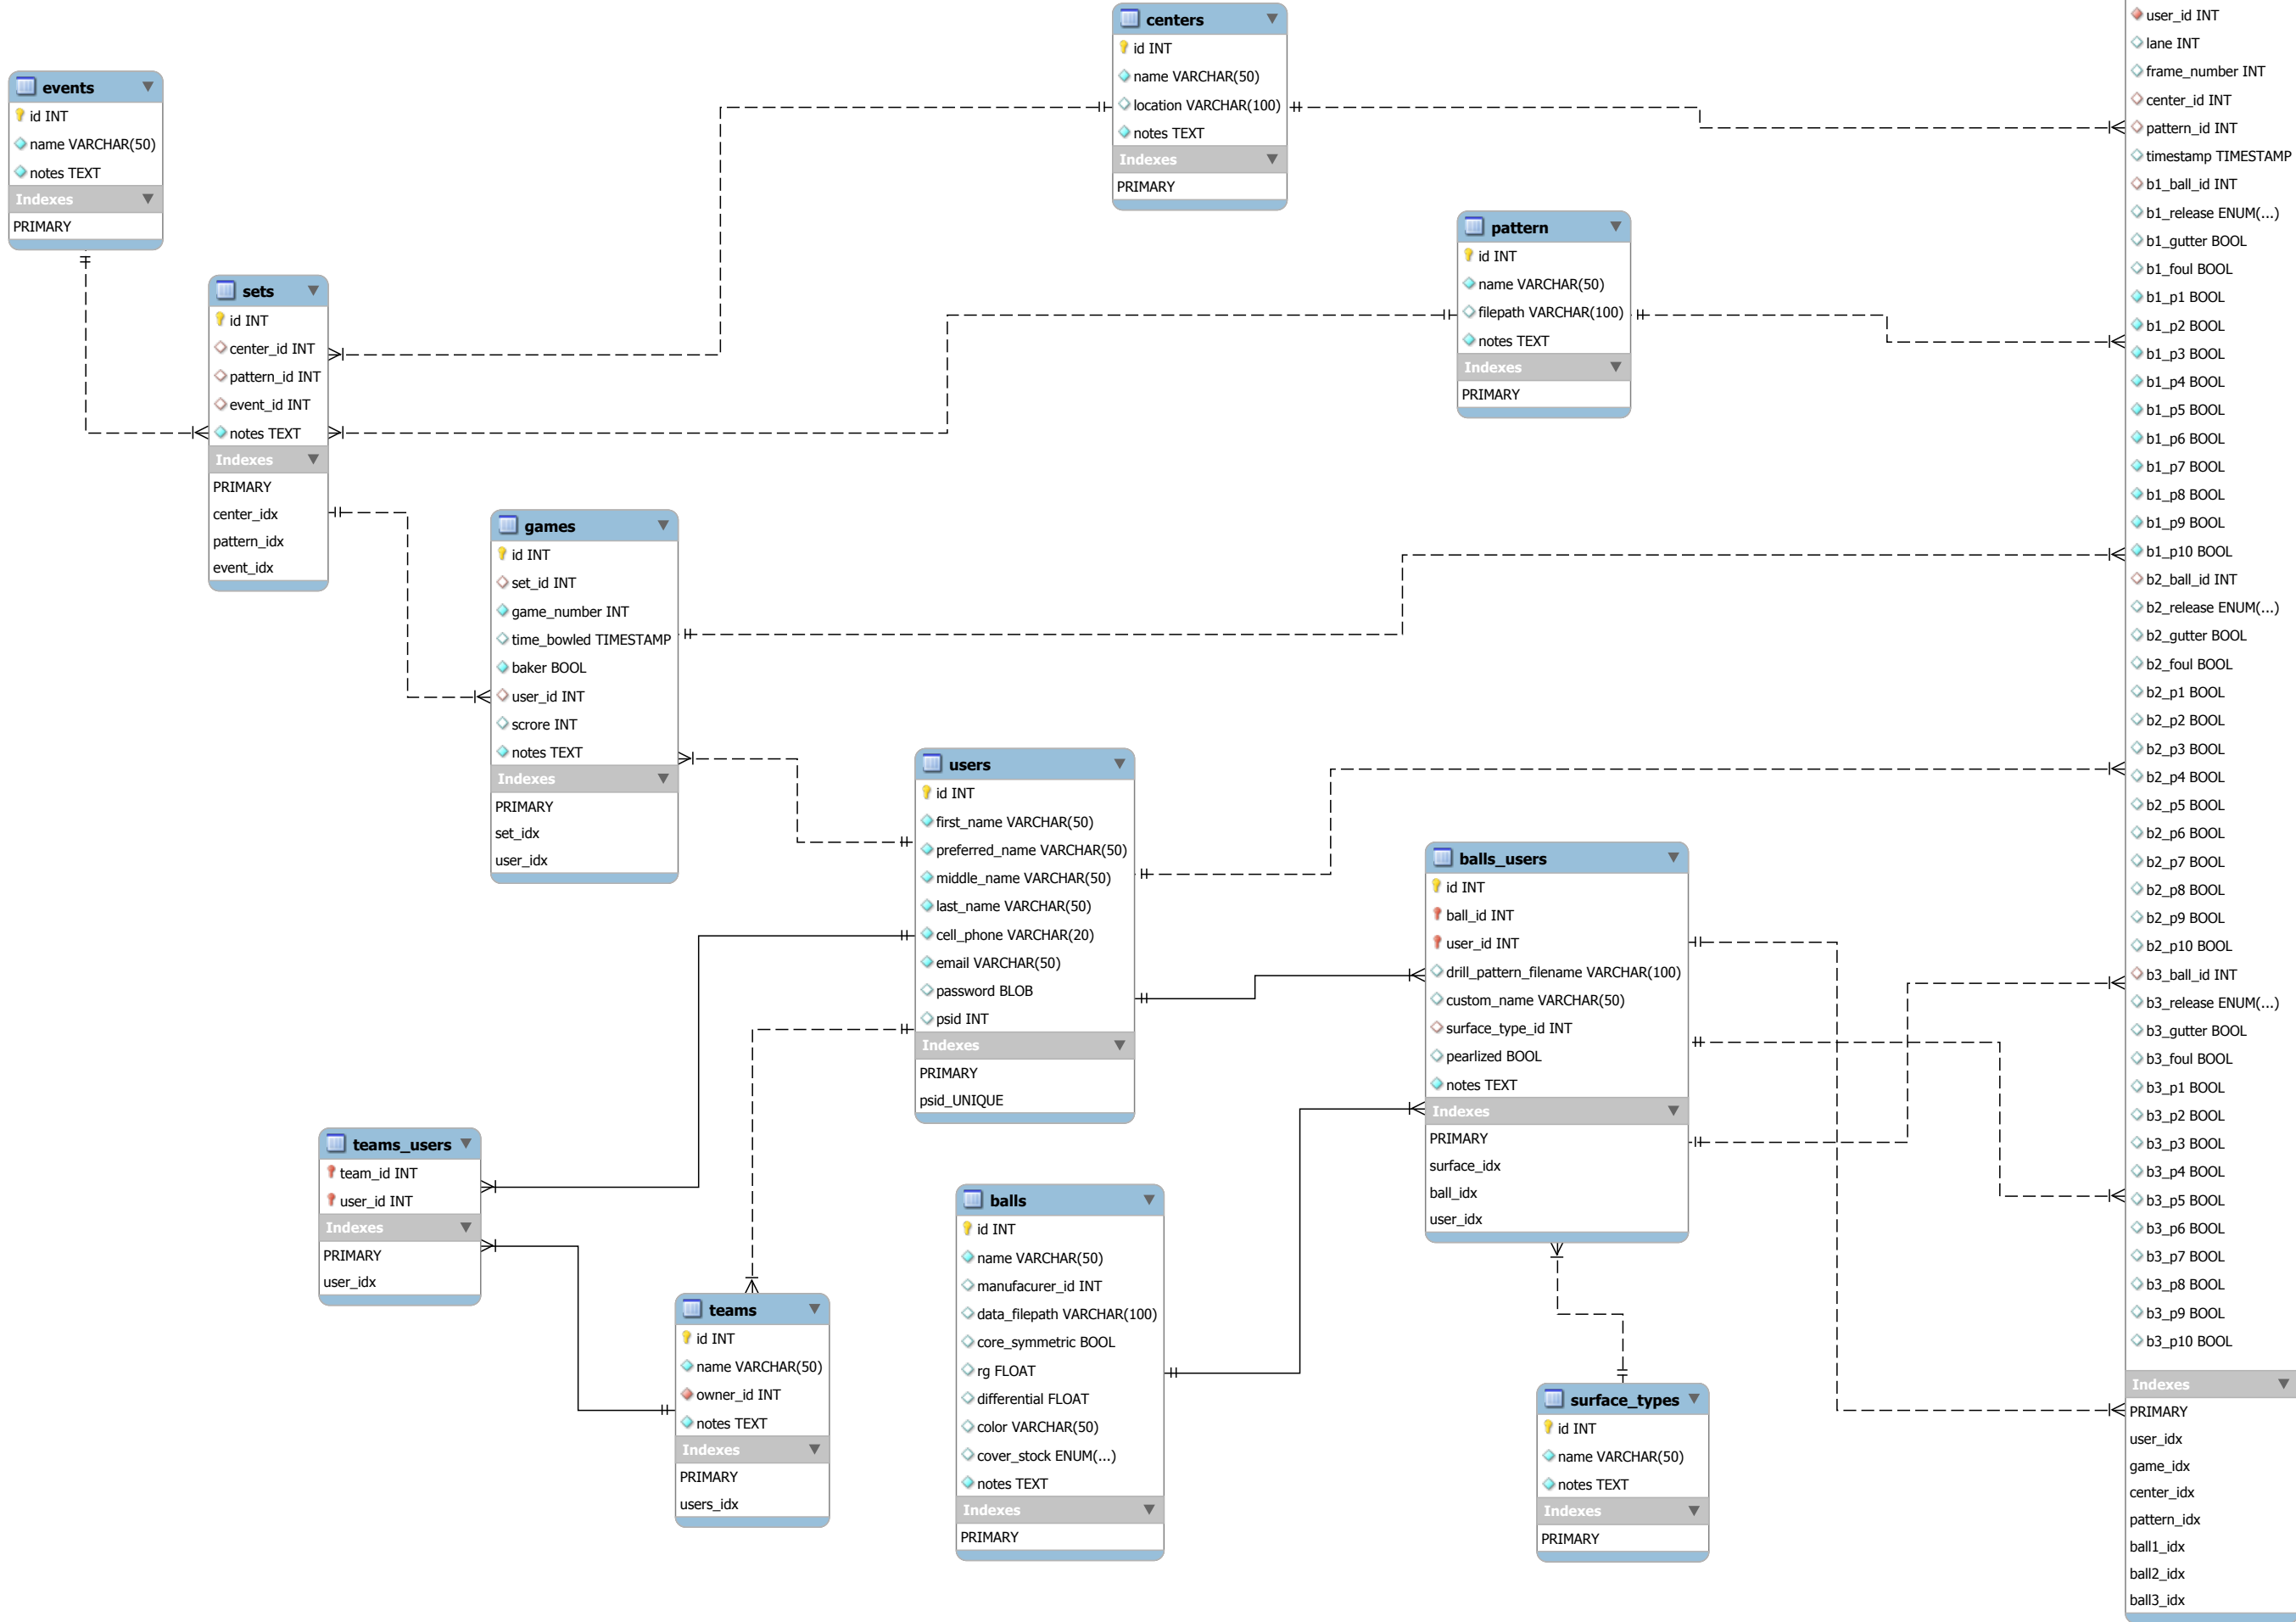 centers
id INT
name VARCHAR(50)
location VARCHAR(100)
notes TEXT
Indexes
PRIMARY
events
id INT
name VARCHAR(50)
notes TEXT
Indexes
PRIMARY
pattern
id INT
name VARCHAR(50)
filepath VARCHAR(100)
notes TEXT
Indexes
PRIMARY
sets
id INT
center_id INT
pattern_id INT
event_id INT
notes TEXT
Indexes
PRIMARY
center_idx
pattern_idx
event_idx
games
id INT
set_id INT
game_number INT
time_bowled TIMESTAMP
baker BOOL
user_id INT
scrore INT
notes TEXT
Indexes
PRIMARY
set_idx
user_idx
users
id INT
first_name VARCHAR(50)
preferred_name VARCHAR(50)
middle_name VARCHAR(50)
last_name VARCHAR(50)
cell_phone VARCHAR(20)
email VARCHAR(50)
password BLOB
psid INT
Indexes
PRIMARY
psid_UNIQUE
balls_users
id INT
ball_id INT
user_id INT
drill_pattern_filename VARCHAR(100)
custom_name VARCHAR(50)
surface_type_id INT
pearlized BOOL
notes TEXT
Indexes
PRIMARY
surface_idx
ball_idx
user_idx
teams_users
team_id INT
user_id INT
Indexes
PRIMARY
user_idx
teams
id INT
name VARCHAR(50)
owner_id INT
notes TEXT
Indexes
PRIMARY
users_idx
balls
id INT
name VARCHAR(50)
manufacurer_id INT
data_filepath VARCHAR(100)
core_symmetric BOOL
rg FLOAT
differential FLOAT
color VARCHAR(50)
cover_stock ENUM(...)
notes TEXT
Indexes
PRIMARY
surface_types
id INT
name VARCHAR(50)
notes TEXT
Indexes
PRIMARY
user_id INT
lane INT
frame_number INT
center_id INT
pattern_id INT
timestamp TIMESTAMP
b1_ball_id INT
b1_release ENUM(...)
b1_gutter BOOL
b1_foul BOOL
b1_p1 BOOL
b1_p2 BOOL
b1_p3 BOOL
b1_p4 BOOL
b1_p5 BOOL
b1_p6 BOOL
b1_p7 BOOL
b1_p8 BOOL
b1_p9 BOOL
b1_p10 BOOL
b2_ball_id INT
b2_release ENUM(...)
b2_gutter BOOL
b2_foul BOOL
b2_p1 BOOL
b2_p2 BOOL
b2_p3 BOOL
b2_p4 BOOL
b2_p5 BOOL
b2_p6 BOOL
b2_p7 BOOL
b2_p8 BOOL
b2_p9 BOOL
b2_p10 BOOL
b3_ball_id INT
b3_release ENUM(...)
b3_gutter BOOL
b3_foul BOOL
b3_p1 BOOL
b3_p2 BOOL
b3_p3 BOOL
b3_p4 BOOL
b3_p5 BOOL
b3_p6 BOOL
b3_p7 BOOL
b3_p8 BOOL
b3_p9 BOOL
b3_p10 BOOL
Indexes
PRIMARY
user_idx
game_idx
center_idx
pattern_idx
ball1_idx
ball2_idx
ball3_idx